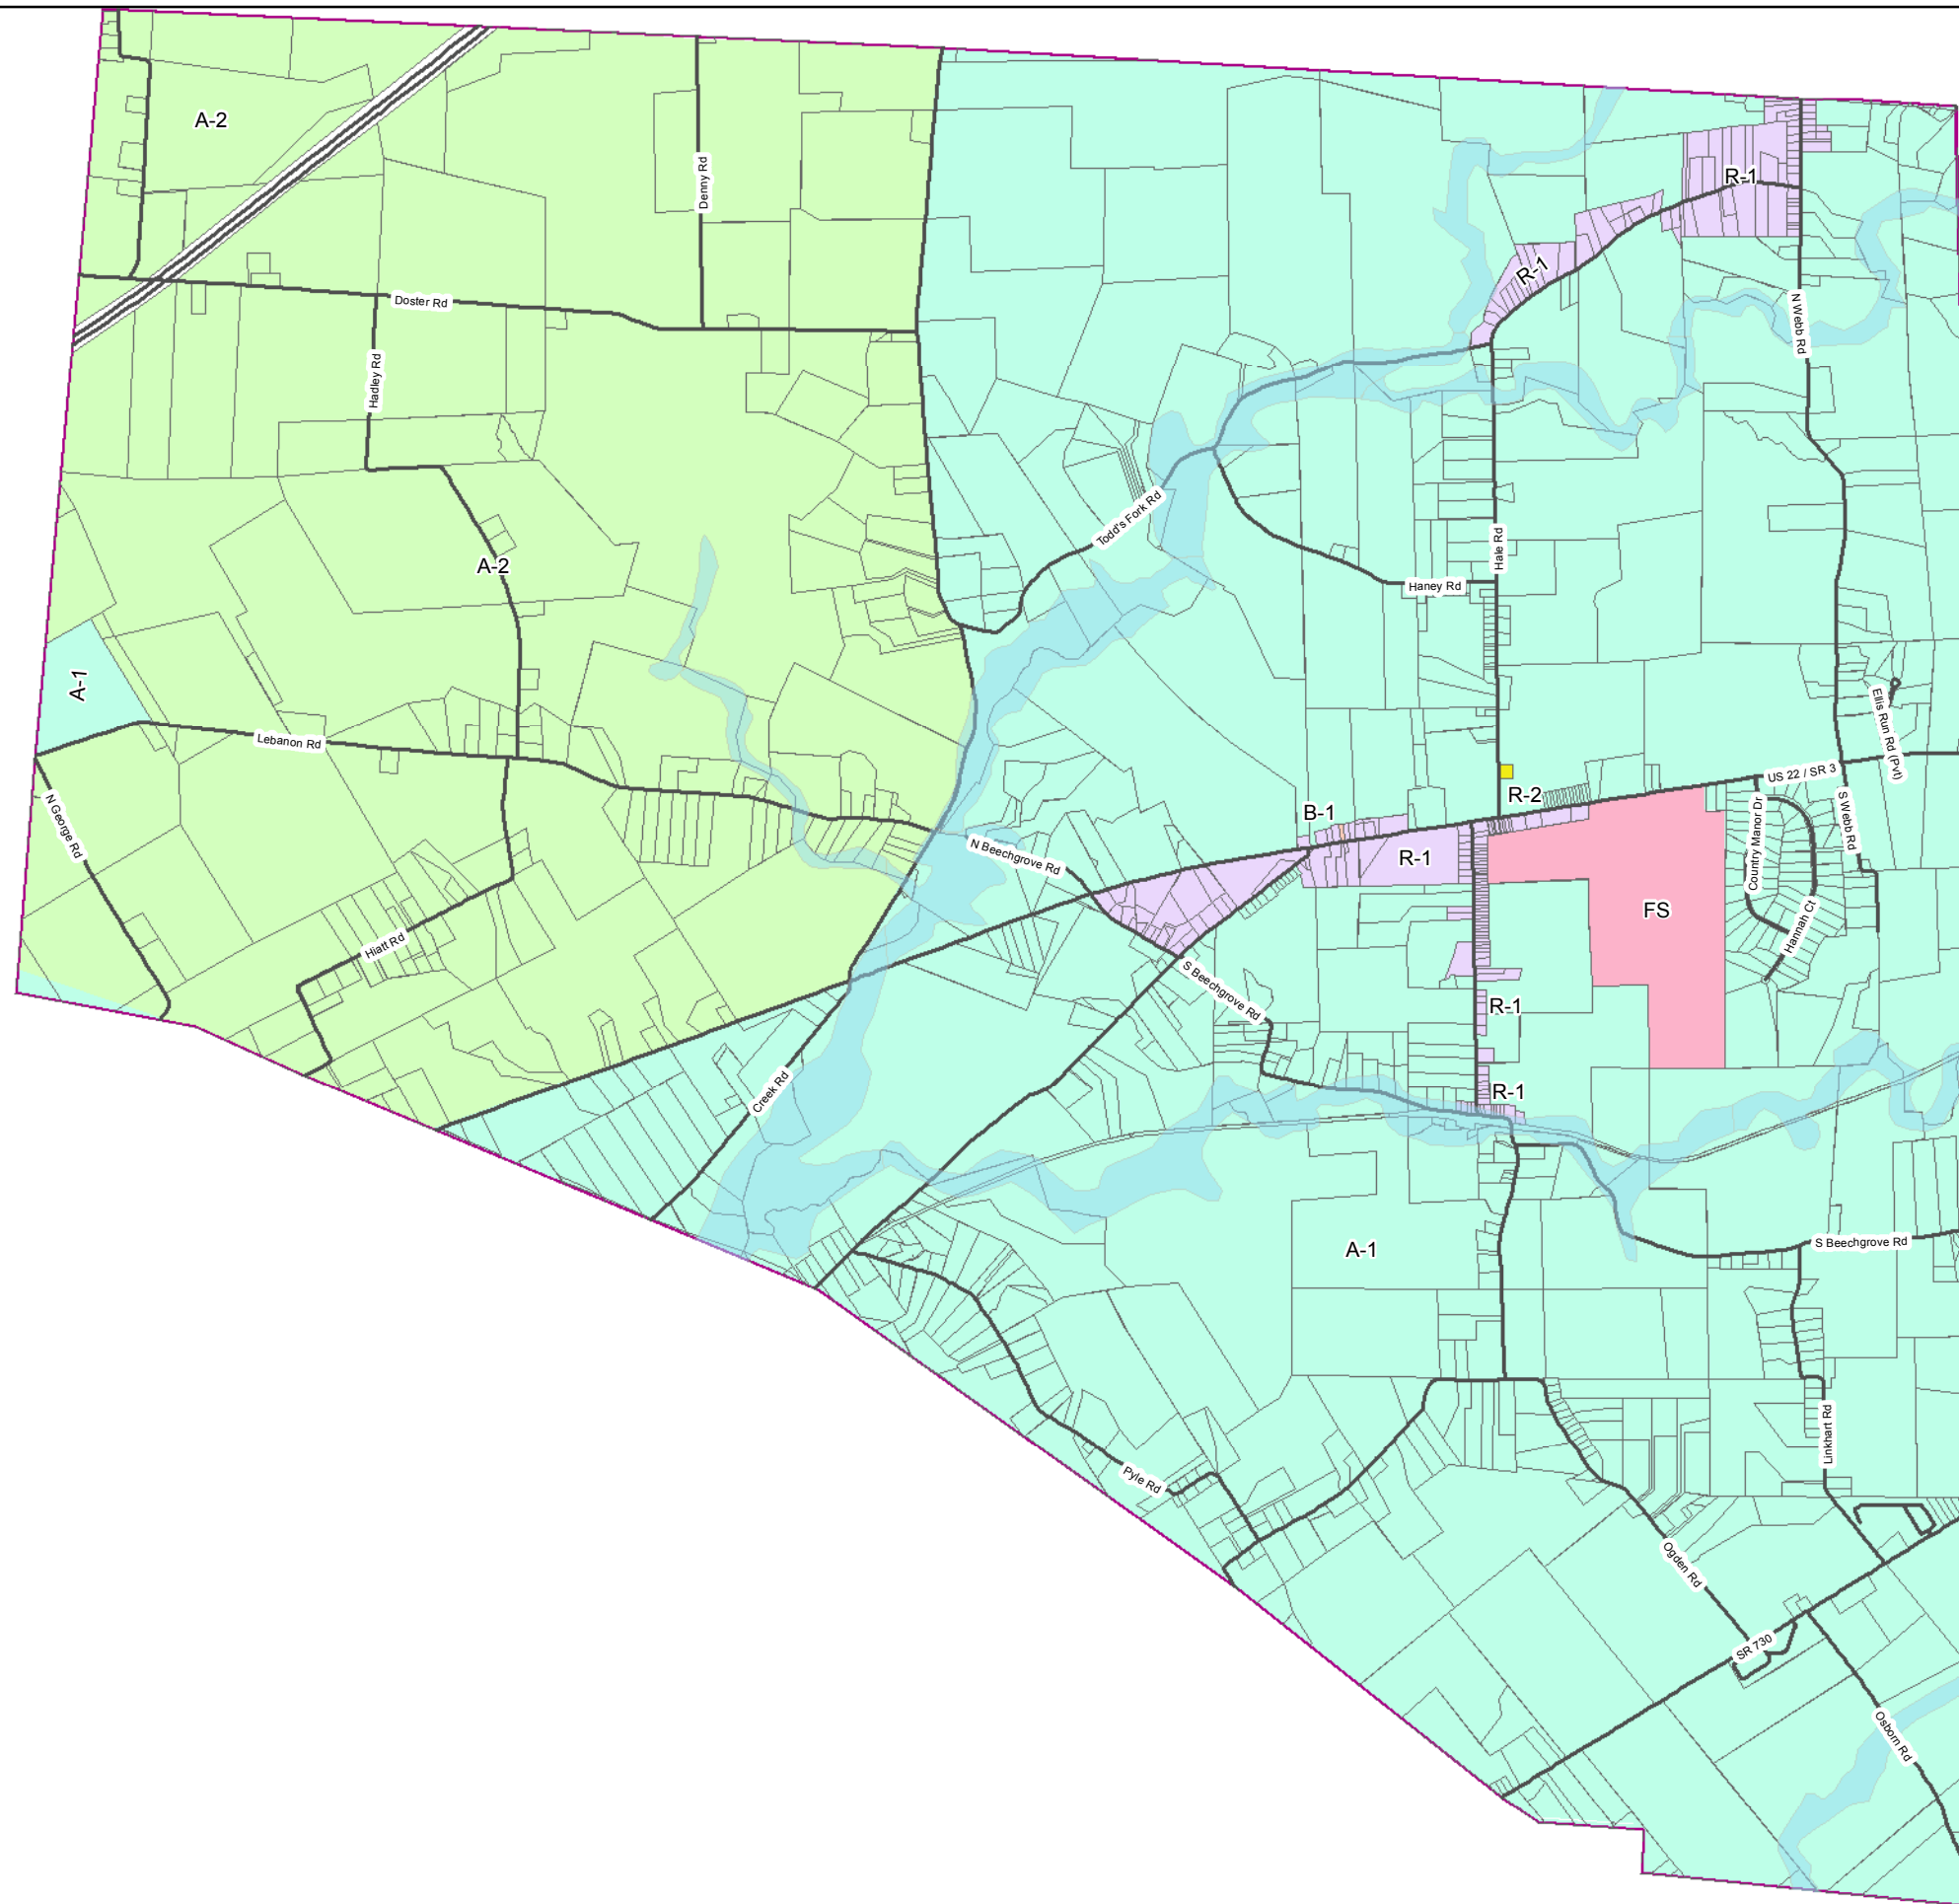 A-2
Denny Rd
R-1
R-1
Doster Rd
N Webb Rd
Hadley Rd
Todd's Fork Rd
Hale Rd
A-2
Haney Rd
A-1
Ellis Run Rd (Pvt)
Lebanon Rd
US 22 / SR 3
R-2
B-1
N George Rd
S Webb Rd
Country Manor Dr
N Beechgrove Rd
R-1
FS
Hannah Ct
Hiatt Rd
S Beechgrove Rd
R-1
Creek Rd
R-1
S Beechgrove Rd
A-1
Linkhart Rd
Pyle Rd
Ogden Rd
SR 730
Osborn Rd